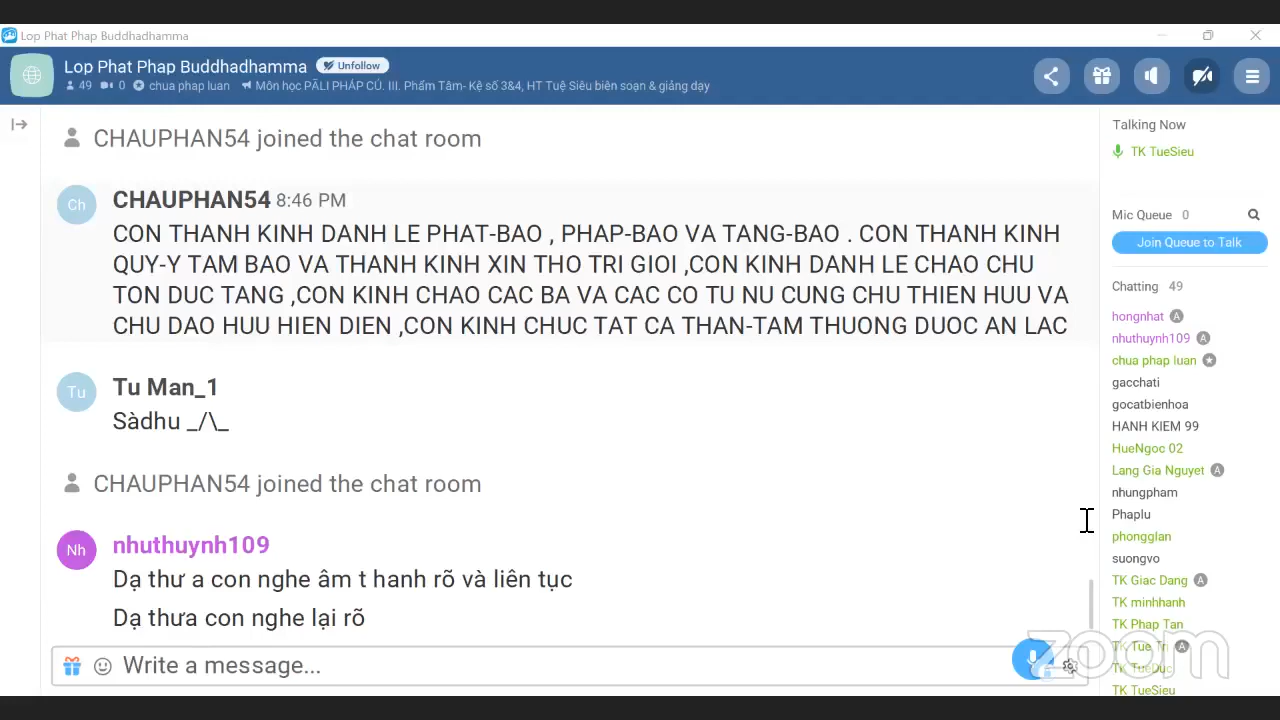 Lop Phat Phap Buddhadhamma
Lop Phat Phap Buddhadhamma Unfollow
49 0 chua phap luan Môn học PĀLI PHÁP CÚ. III. Phẩm Tâm- Kệ số 3&4, HT Tuệ Siêu biên soạn & giảng dạy
CHAUPHAN54 joined the chat room
Ch CHAUPHAN54 8:46 PM
CON THANH KINH DANH LE PHAT-BAO , PHAP-BAO VA TANG-BAO . CON THANH KINH
QUY-Y TAM BAO VA THANH KINH XIN THO TRI GIOI ,CON KINH DANH LE CHAO CHU
TON DUC TANG ,CON KINH CHAO CAC BA VA CAC CO TU NU CUNG CHU THIEN HUU VA
CHU DAO HUU HIEN DIEN ,CON KINH CHUC TAT CA THAN-TAM THUONG DUOC AN LAC
Tu Tu Man_1
Sàdhu _/\_
CHAUPHAN54 joined the chat room
Nh nhuthuynh109
Dạ thư a con nghe âm t hanh rõ và liên tục
Dạ thưa con nghe lại rõ
Write a message...
Talking Now
TK TueSieu
Mic Queue 0
Join Queue to Talk
Chatting 49
hongnhat A
nhuthuynh109 A
chua phap luan
gacchati
gocatbienhoa
HANH KIEM 99
HueNgoc 02
Lang Gia Nguyet A
nhungpham
Phaplu
phongglan
suongvo
TK Giac Dang A
TK minhhanh
TK Phap Tan
TK Tue Tri A
TK TueDuc
TK TueSieu
zoom